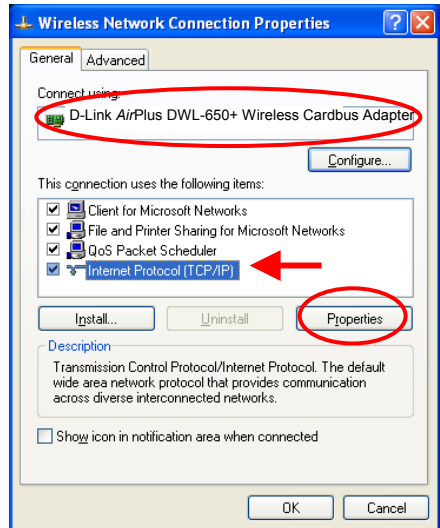 Wireless Network Connection Properties
General Advanced
Connect using:
D-Link AirPlus DWL-650+ Wireless Cardbus Adapter
Configure...
This connection uses the following items:
Client for Microsoft Networks
File and Printer Sharing for Microsoft Networks
QoS Packet Scheduler
Internet Protocol (TCP/IP)
Install... Uninstall Properties
Description
Transmission Control Protocol/Internet Protocol. The default
wide area network protocol that provides communication
across diverse interconnected networks.
Show icon in notification area when connected
OK Cancel